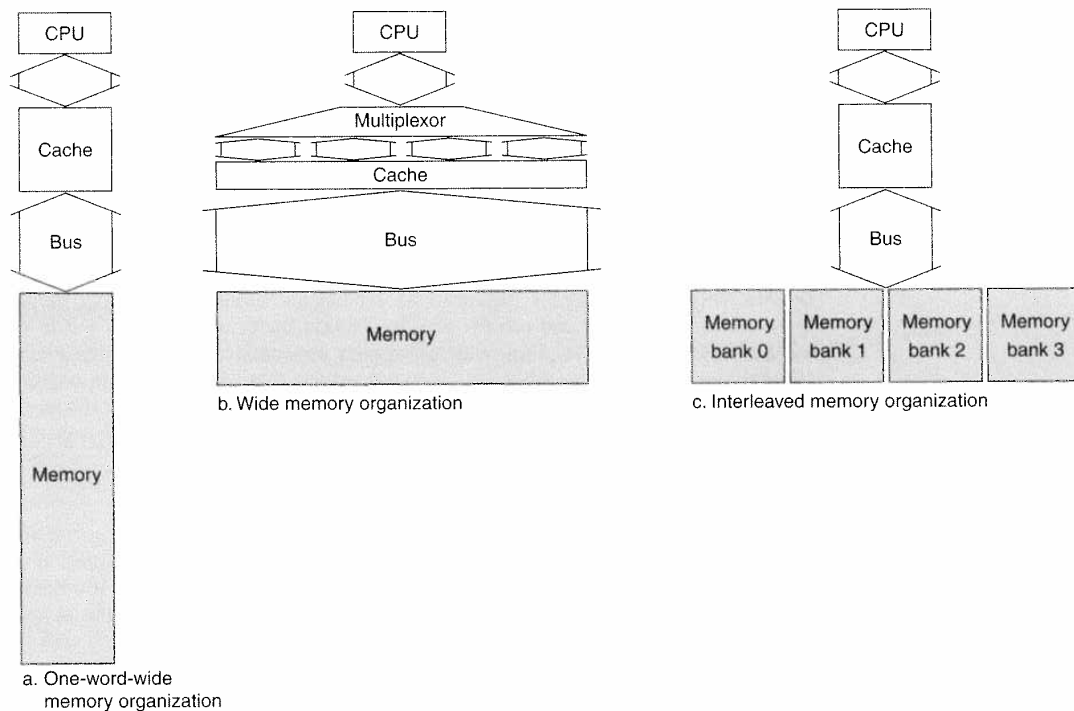 CPU
Cache
Bus
Memory
a. One-word-wide
memory organization
CPU
Multiplexor
Cache
Bus
Memory
b. Wide memory organization
CPU
Cache
Bus
Memory
bank 0
Memory
bank 1
Memory
bank 2
Memory
bank 3
c. Interleaved memory organization